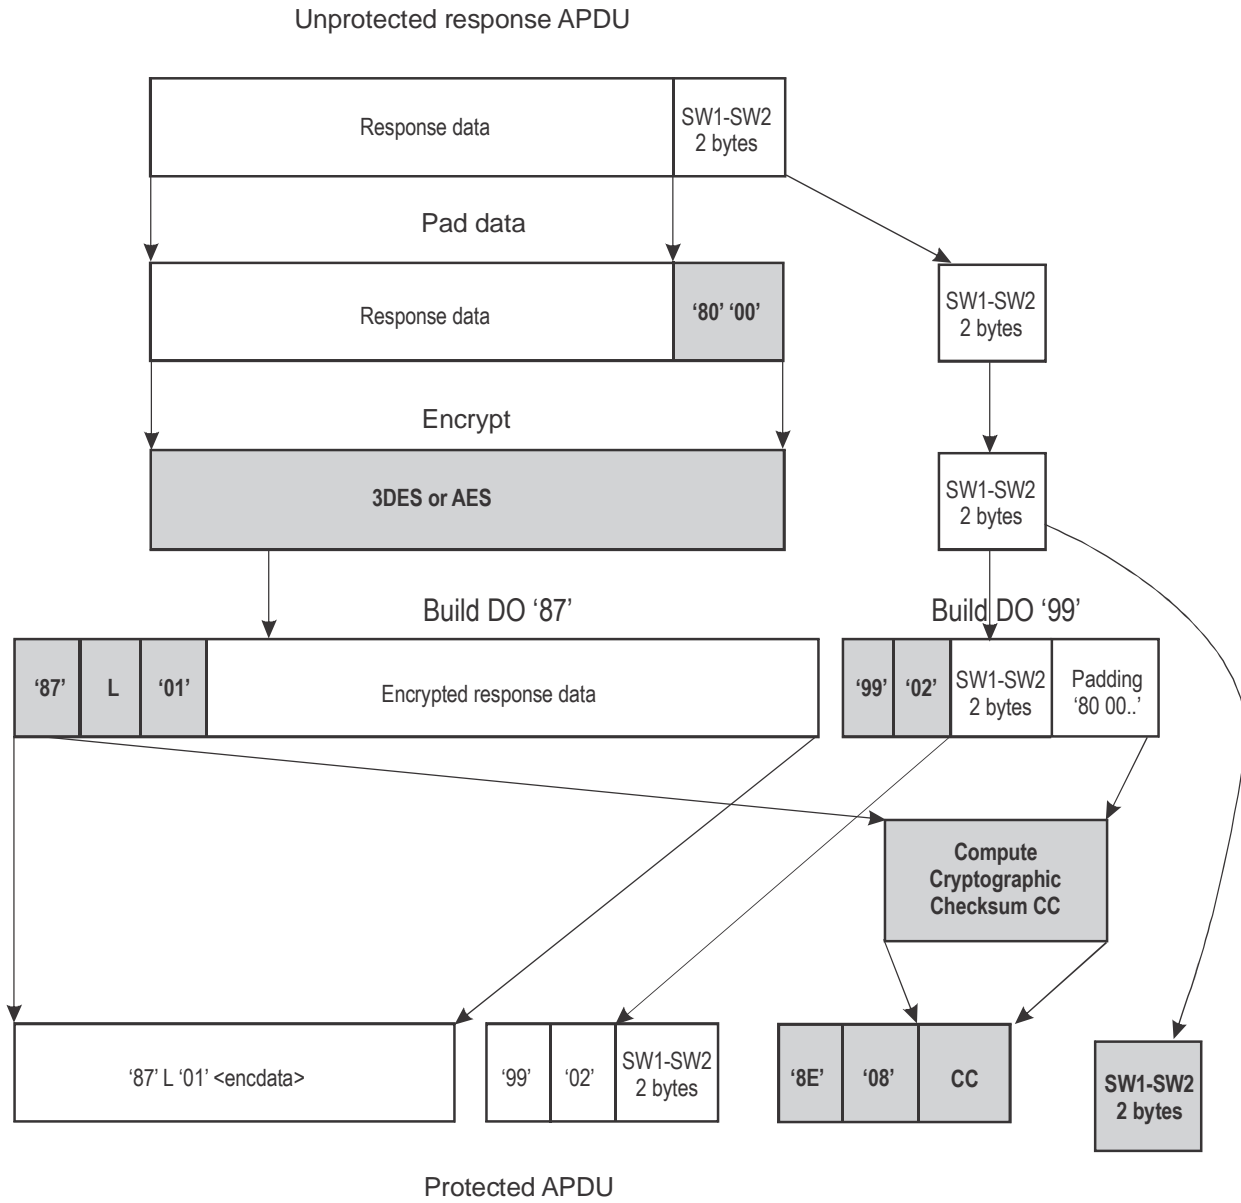 Unprotected response APDU
Response data
SW1-SW2
2 bytes
Pad data
Response data
‘80’ ‘00’
SW1-SW2
2 bytes
Encrypt
3DES or AES
SW1-SW2
2 bytes
Build DO ‘87’
Build DO ‘99’
‘87’
L
‘01’
Encrypted response data
‘99’
‘02’
SW1-SW2
2 bytes
Padding
‘80 00..’
Compute
Cryptographic
Checksum CC
‘87’ L ‘01’ <encdata>
‘99’
‘02’
SW1-SW2
2 bytes
‘8E’
‘08’
CC
SW1-SW2
2 bytes
Protected APDU